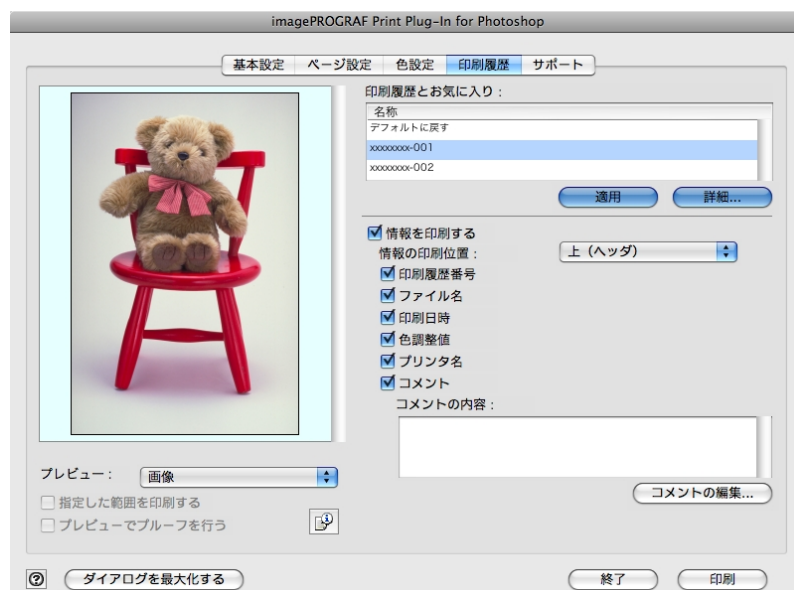 imagePROGRAF Print Plug-In for Photoshop
基本設定 ページ設定 色設定 印刷履歴 サポート
印刷履歴とお気に入り：
名称
デフォルトに戻す
xxxxxxxx-001
xxxxxxxx-002
適用 詳細...
情報を印刷する
情報の印刷位置： 上（ヘッダ）
印刷履歴番号
ファイル名
印刷日時
色調整値
プリンタ名
コメント
コメントの内容：
プレビュー： 画像
コメントの編集...
指定した範囲を印刷する
プレビューでプルーフを行う
? ダイアログを最大化する 終了 印刷